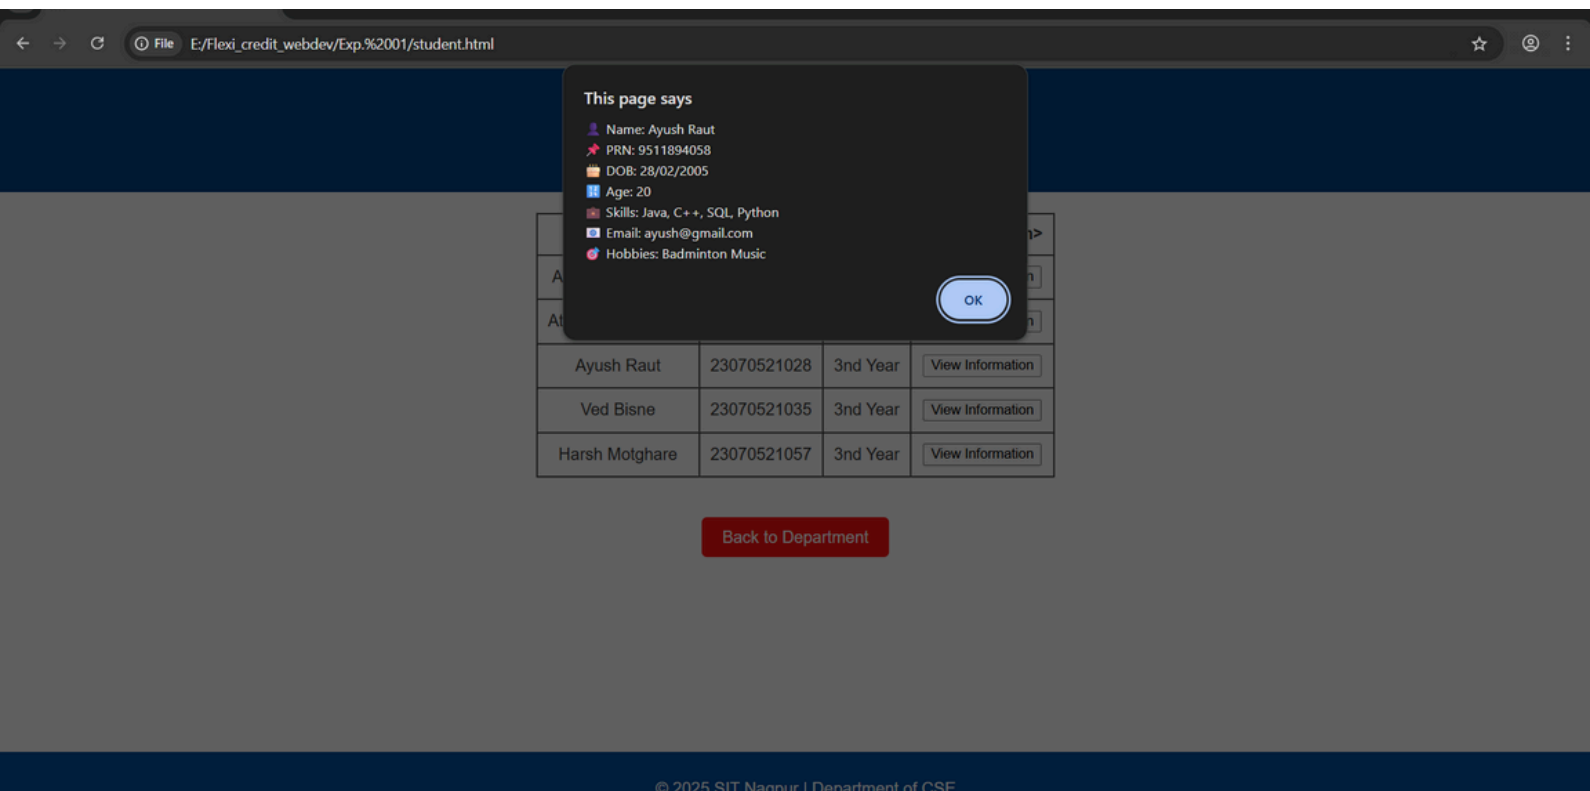 File E:/Flexi_credit_webdev/Exp.%2001/student.html
This page says
Name: Ayush Raut
PRN: 9511894058
DOB: 28/02/2005
Age: 20
Skills: Java, C++, SQL, Python
Email: ayush@gmail.com
Hobbies: Badminton Music
OK
Ayush Raut 23070521028 3nd Year View Information
Ved Bisne 23070521035 3nd Year View Information
Harsh Motghare 23070521057 3nd Year View Information
Back to Department
© 2025 SIT Nagpur | Department of CSE